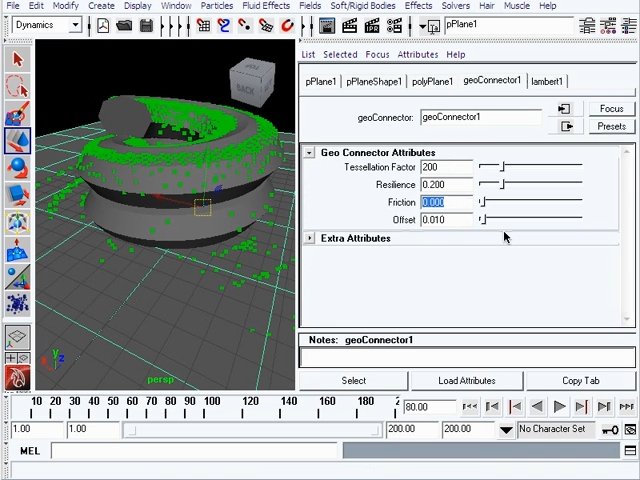 File Edit Modify Create Display Window Particles Fluid Effects Fields Soft/Rigid Bodies Effects Solvers Hair Muscle Help
Dynamics pPlane1
List Selected Focus Attributes Help
pPlane1 pPlaneShape1 polyPlane1 geoConnector1 lambert1
geoConnector: geoConnector1 Focus
Presets
Geo Connector Attributes
Tessellation Factor 200
Resilience 0.200
Friction 0.000
Offset 0.010
Extra Attributes
BACK
y
z
persp
Notes: geoConnector1
Select Load Attributes Copy Tab
10 20 30 40 50 60 70 80 90 100 120 140 160 180 2 80.00
1.00 1.00 200.00 200.00 No Character Set
MEL